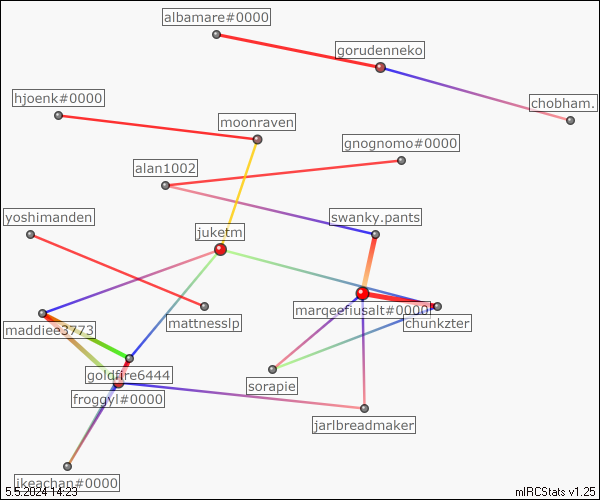 albamare#0000
gorudenneko
hjoenk#0000
chobham.
moonraven
gnognomo#0000
alan1002
yoshimanden
swanky.pants
juketm
marqeefiusalt#0000
maddiee3773
mattnesslp
chunkzter
goldfire6444
sorapie
froggyl#0000
jarlbreadmaker
ikeachan#0000
5.5.2024 14:23
mIRCStats v1.25